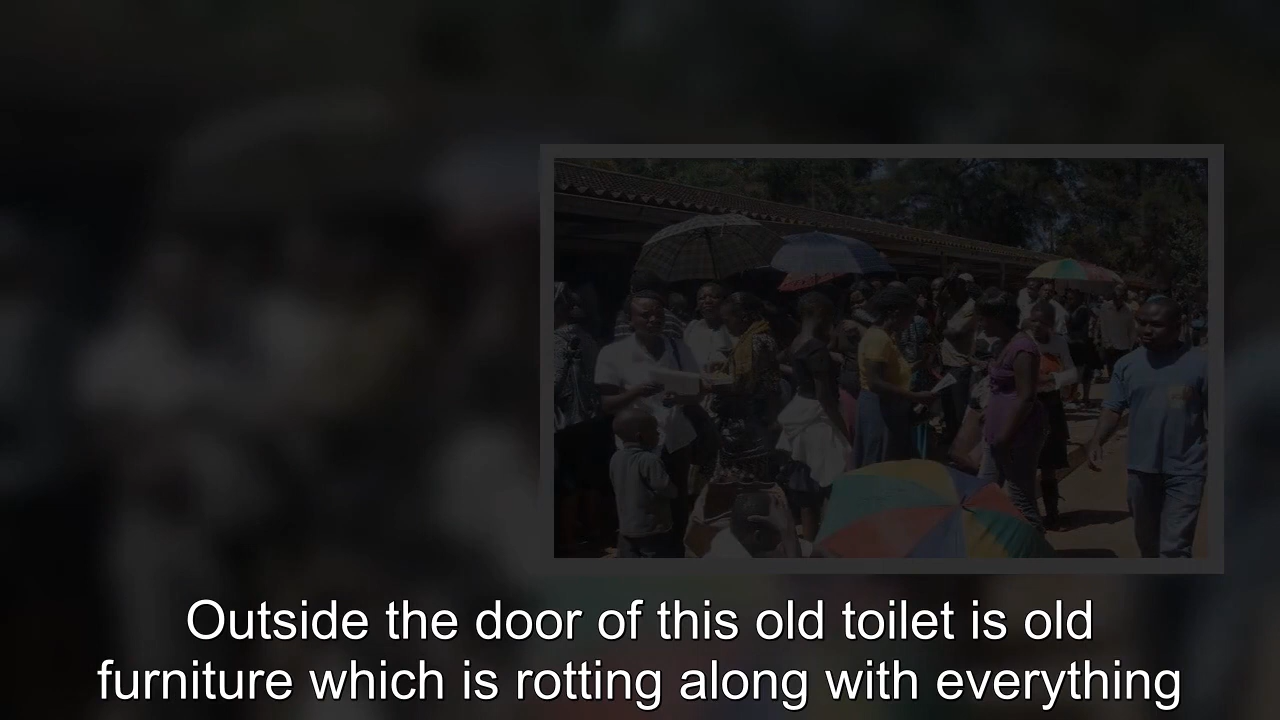 Outside the door of this old toilet is old
furniture which is rotting along with everything